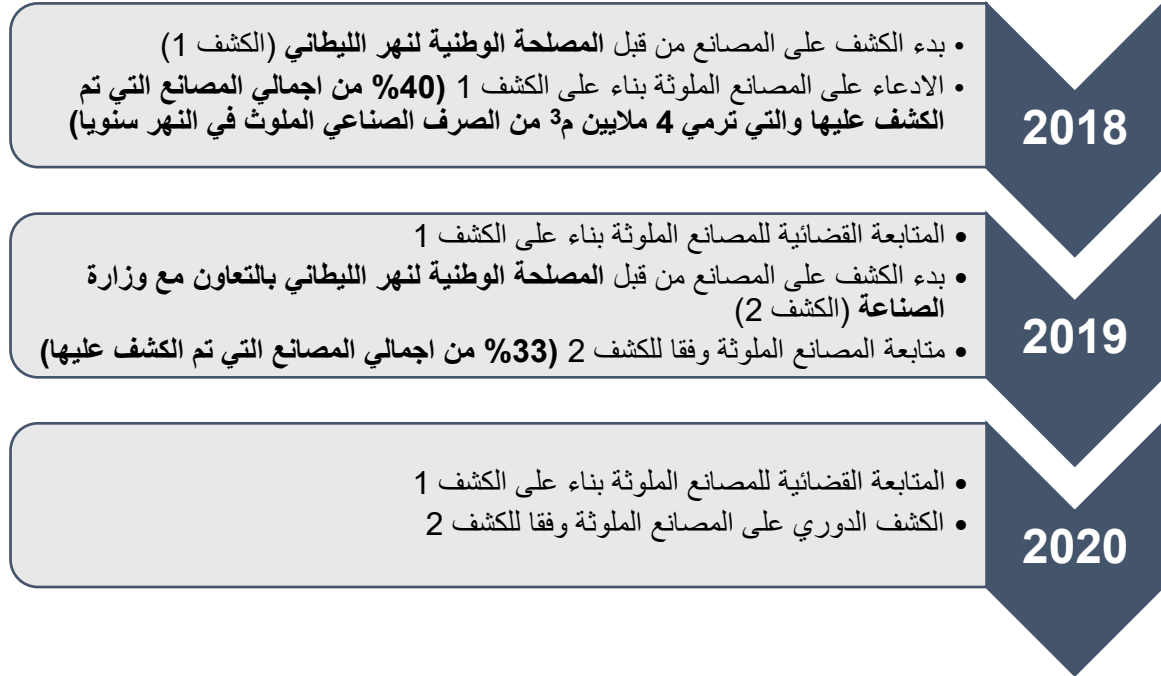 • بدء الكشف على المصانع من قبل المصلحة الوطنية لنهر الليطاني (الكشف 1)
• الادعاء على المصانع الملوثة بناء على الكشف 1 (40% من اجمالي المصانع التي تم
الكشف عليها والتي ترمي 4 ملايين م³ من الصرف الصناعي الملوث في النهر سنويا)
2018
• المتابعة القضائية للمصانع الملوثة بناء على الكشف 1
• بدء الكشف على المصانع من قبل المصلحة الوطنية لنهر الليطاني بالتعاون مع وزارة
الصناعة (الكشف 2)
• متابعة المصانع الملوثة وفقا للكشف 2 (33% من اجمالي المصانع التي تم الكشف عليها)
2019
• المتابعة القضائية للمصانع الملوثة بناء على الكشف 1
• الكشف الدوري على المصانع الملوثة وفقا للكشف 2
2020